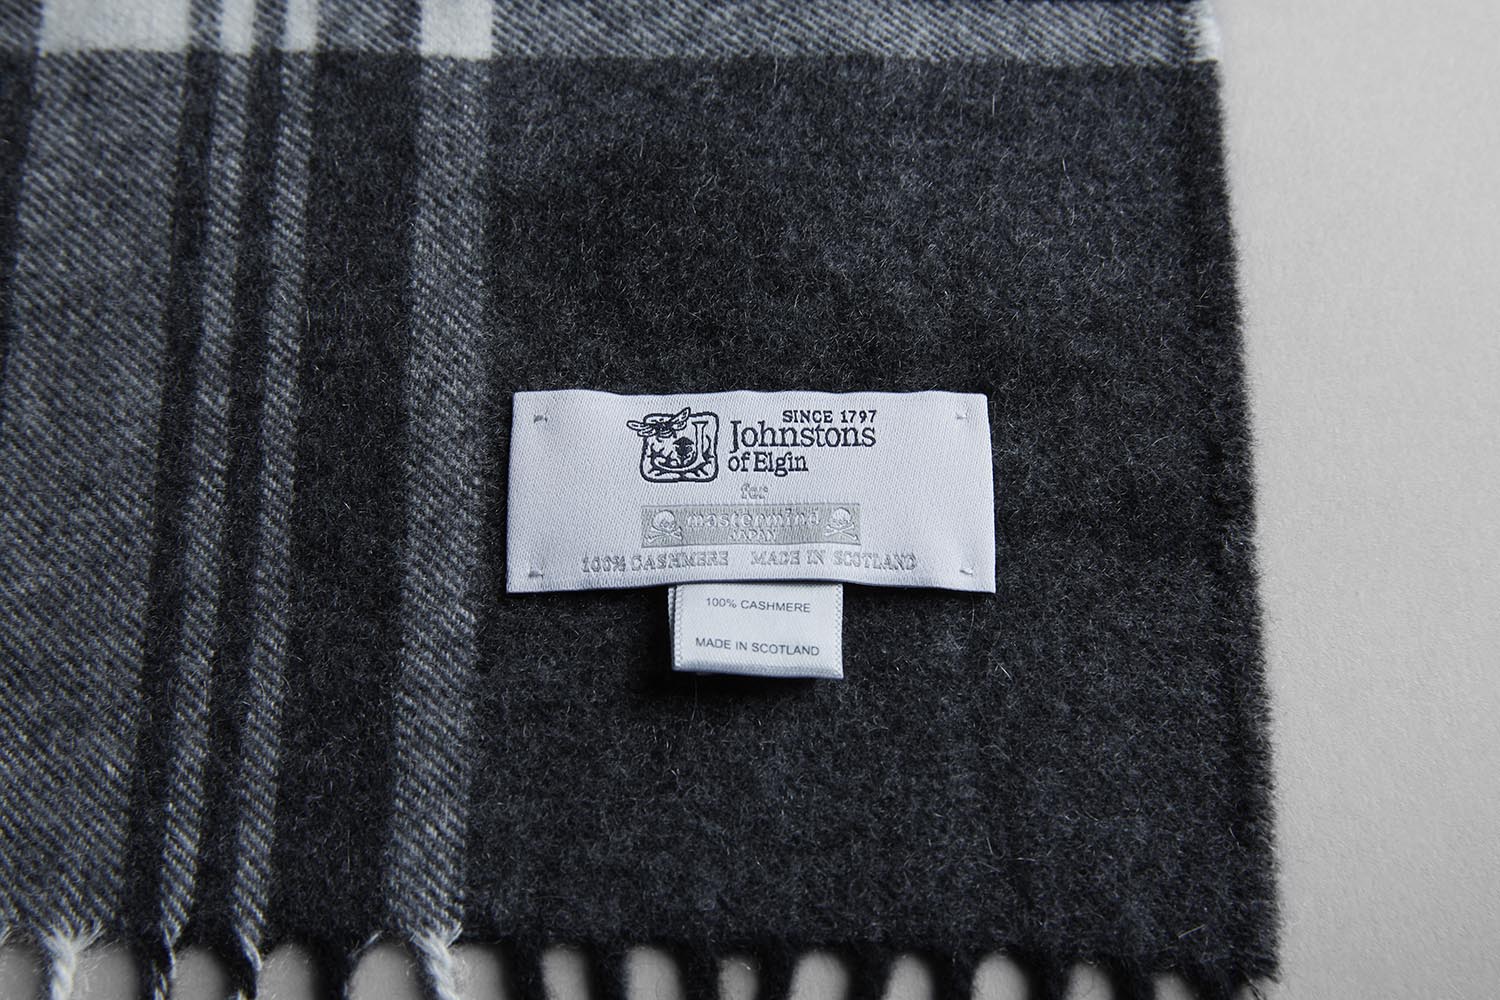 SINCE 1797
Johnstons
of Elgin
for
mastermind
JAPAN
100% CASHMERE MADE IN SCOTLAND
100% CASHMERE
MADE IN SCOTLAND